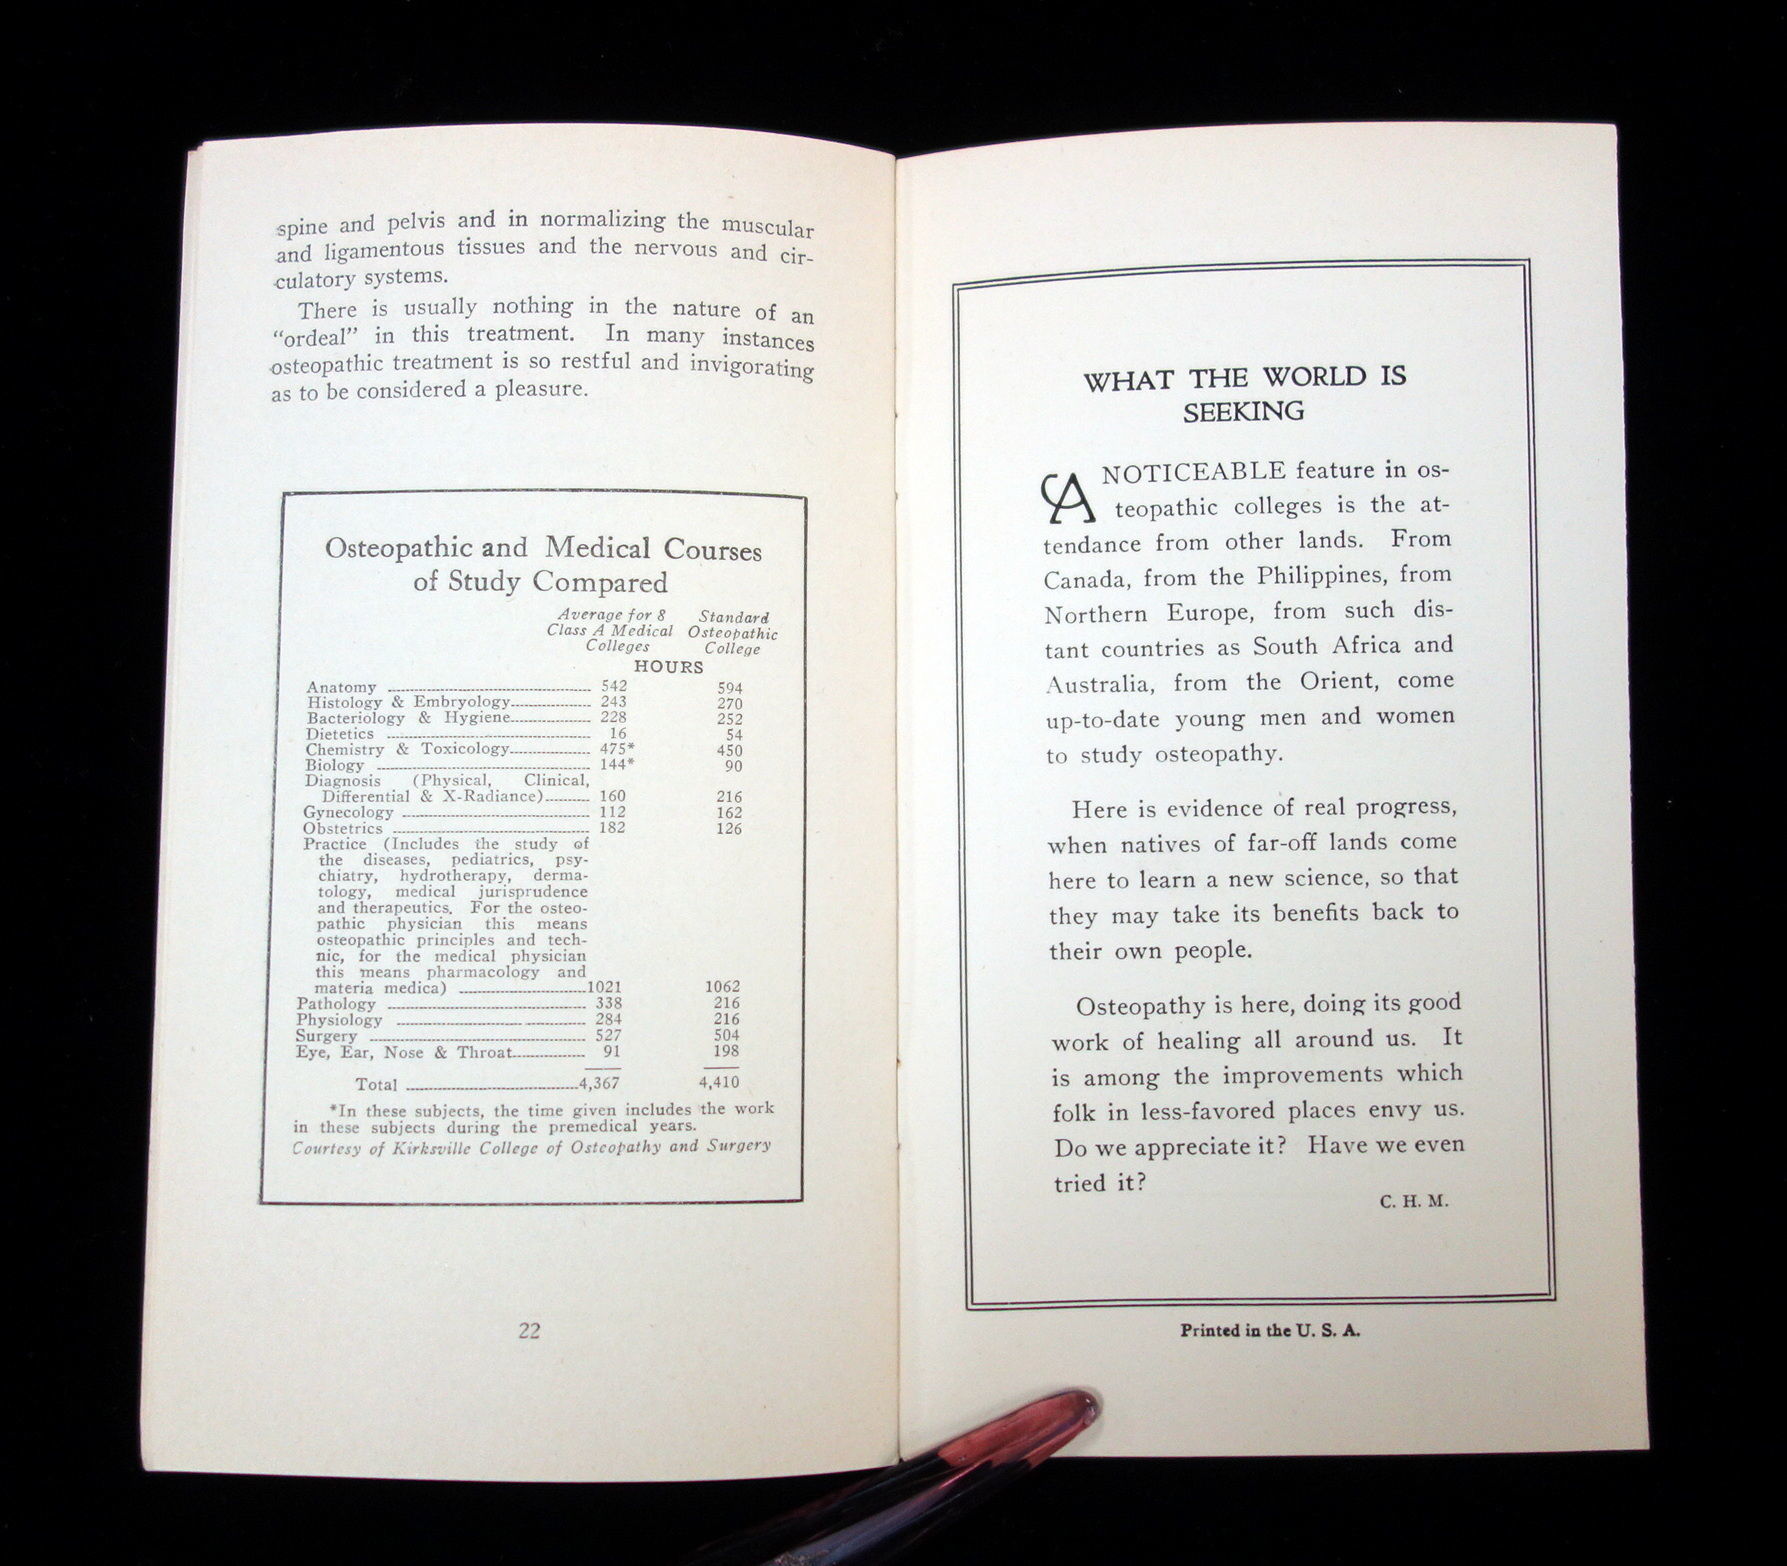 spine and pelvis and in normalizing the muscular
and ligamentous tissues and the nervous and cir-
culatory systems.
There is usually nothing in the nature of an
“ordeal” in this treatment. In many instances
osteopathic treatment is so restful and invigorating
as to be considered a pleasure.
Osteopathic and Medical Courses
of Study Compared
Average for 8 Standard
Class A Medical Osteopathic
Colleges College
HOURS
Anatomy 542 594
Histology & Embryology 243 270
Bacteriology & Hygiene 228 252
Dietetics 16 54
Chemistry & Toxicology 475* 450
Biology 144* 90
Diagnosis (Physical, Clinical,
Differential & X-Radiance) 160 216
Gynecology 112 162
Obstetrics 182 126
Practice (Includes the study of
the diseases, pediatrics, psy-
chiatry, hydrotherapy, derma-
tology, medical jurisprudence
and therapeutics. For the osteo-
pathic physician this means
osteopathic principles and tech-
nic, for the medical physician
this means pharmacology and
materia medica) 1021 1062
Pathology 338 216
Physiology 284 216
Surgery 527 504
Eye, Ear, Nose & Throat 91 198
Total 4,367 4,410
*In these subjects, the time given includes the work
in these subjects during the premedical years.
Courtesy of Kirksville College of Osteopathy and Surgery
22
WHAT THE WORLD IS
SEEKING
A NOTICEABLE feature in os-
teopathic colleges is the at-
tendance from other lands. From
Canada, from the Philippines, from
Northern Europe, from such dis-
tant countries as South Africa and
Australia, from the Orient, come
up-to-date young men and women
to study osteopathy.
Here is evidence of real progress,
when natives of far-off lands come
here to learn a new science, so that
they may take its benefits back to
their own people.
Osteopathy is here, doing its good
work of healing all around us. It
is among the improvements which
folk in less-favored places envy us.
Do we appreciate it? Have we even
tried it?
C. H. M.
Printed in the U. S. A.